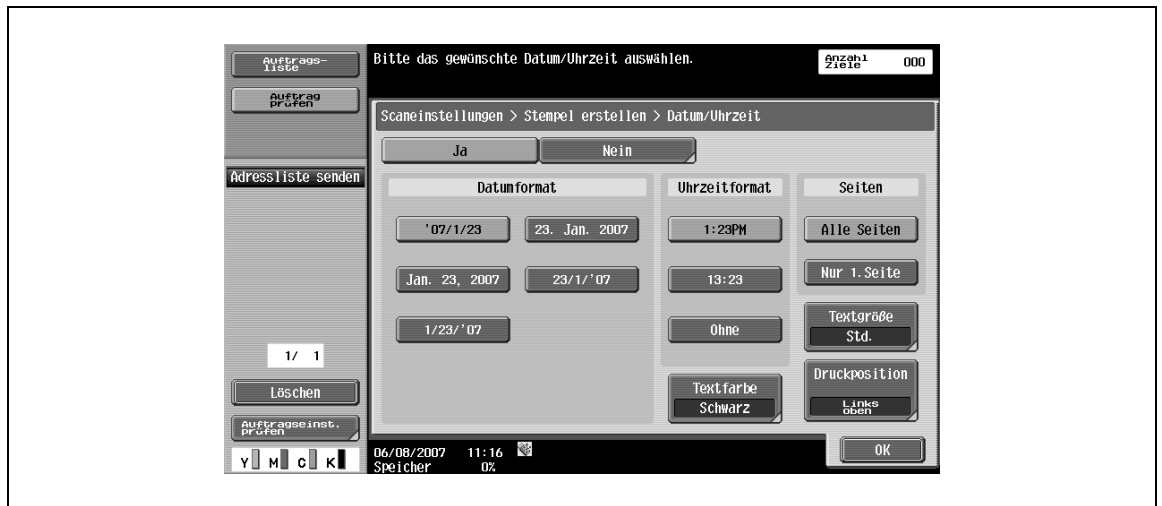 Auftrags-
liste
Auftrag
prüfen
Adressliste senden
1/ 1
Löschen
Auftragseinst.
prüfen
Y M C K
Bitte das gewünschte Datum/Uhrzeit auswählen.
Anzahl
Ziele 000
Scaneinstellungen > Stempel erstellen > Datum/Uhrzeit
Ja Nein
Datumformat
'07/1/23 23. Jan. 2007
Jan. 23, 2007 23/1/'07
1/23/'07
Uhrzeitformat
1:23PM
13:23
Ohne
Textfarbe
Schwarz
Seiten
Alle Seiten
Nur 1.Seite
Textgröße
Std.
Druckposition
Links
oben
06/08/2007 11:16
Speicher 0%
OK